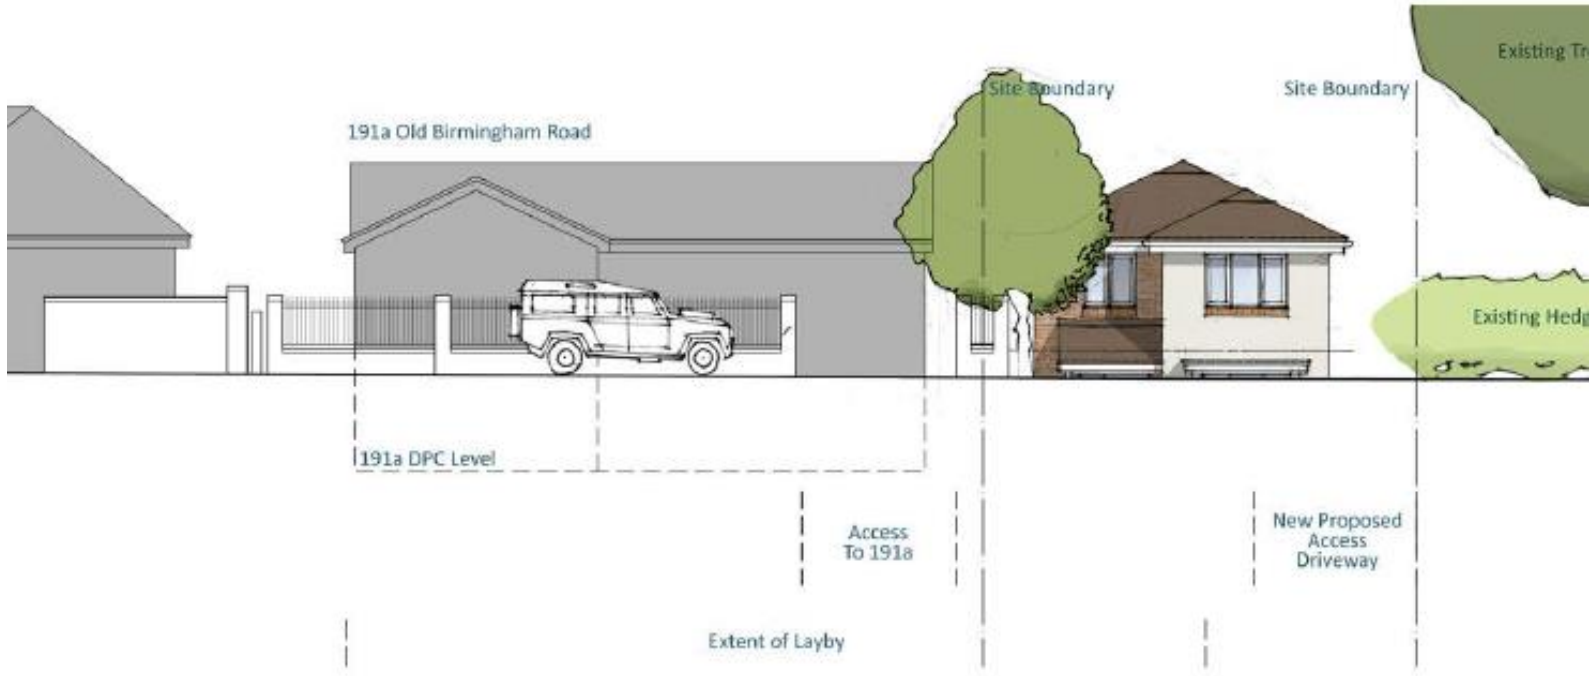 Existing Tr
Site Boundary
Site Boundary
191a Old Birmingham Road
Existing Hedg
191a DPC Level
Access
To 191a
New Proposed
Access
Driveway
Extent of Layby